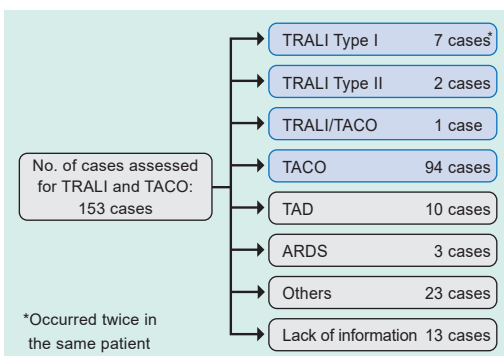 No. of cases assessed
for TRALI and TACO:
153 cases
TRALI Type I 7 cases*
TRALI Type II 2 cases
TRALI/TACO 1 case
TACO 94 cases
TAD 10 cases
ARDS 3 cases
Others 23 cases
Lack of information 13 cases
*Occurred twice in
the same patient